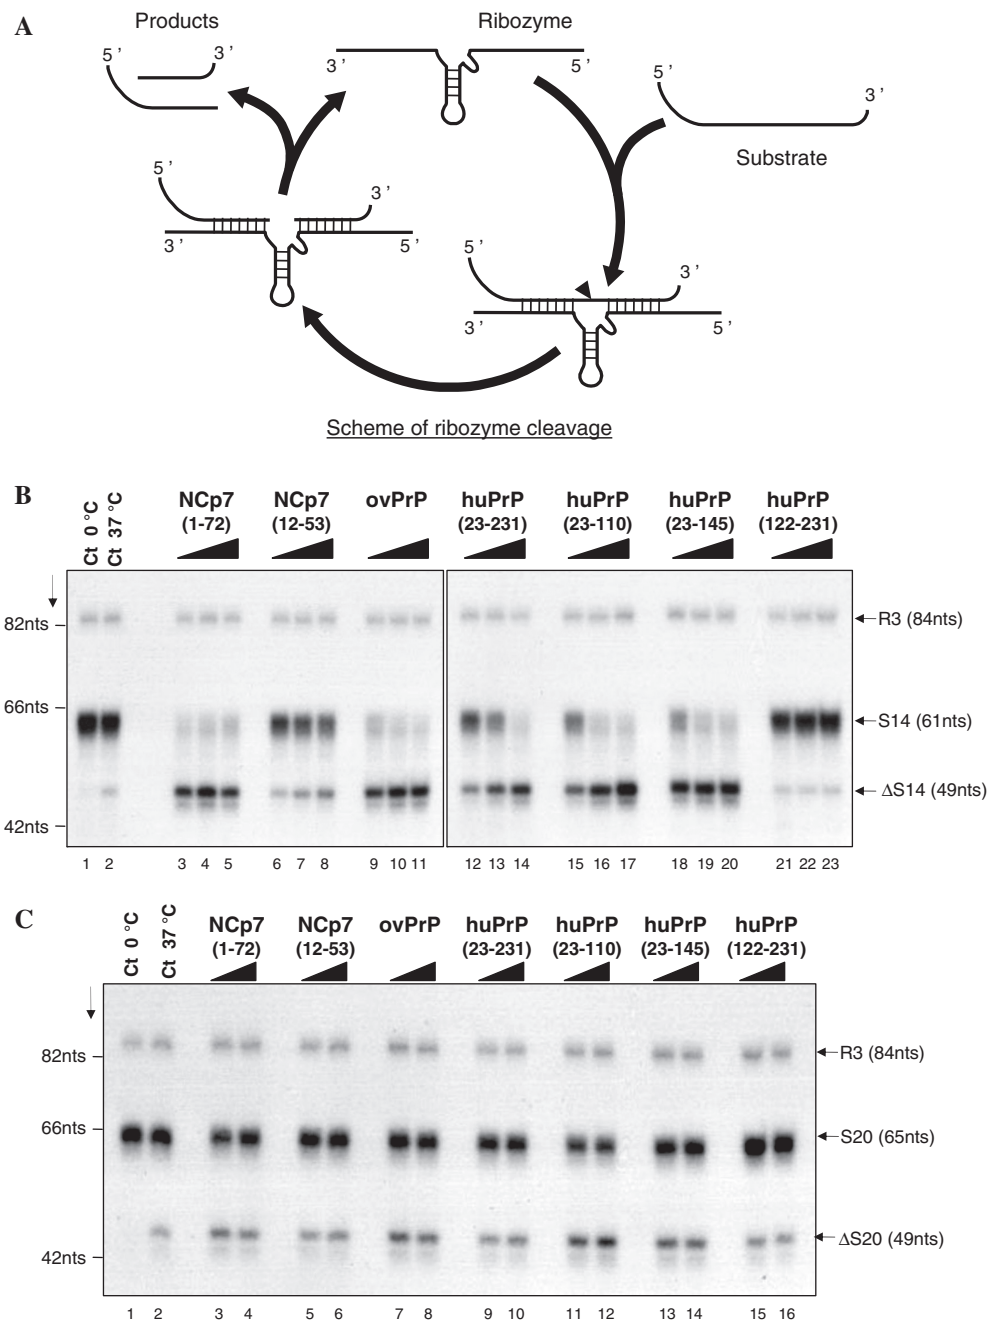 A
Products
Ribozyme
5 ’
3 ’
3 ’
5 ’
5 ’
3 ’
Substrate
5 ’
3 ’
3 ’
5 ’
5 ’
3 ’
3 ’
5 ’
Scheme of ribozyme cleavage
B
Ct 0 °C
Ct 37 °C
NCp7 (1-72)
NCp7 (12-53)
ovPrP
huPrP (23-231)
huPrP (23-110)
huPrP (23-145)
huPrP (122-231)
82nts
66nts
42nts
R3 (84nts)
S14 (61nts)
ΔS14 (49nts)
1 2 3 4 5 6 7 8 9 10 11 12 13 14 15 16 17 18 19 20 21 22 23
C
Ct 0 °C
Ct 37 °C
NCp7 (1-72)
NCp7 (12-53)
ovPrP
huPrP (23-231)
huPrP (23-110)
huPrP (23-145)
huPrP (122-231)
82nts
66nts
42nts
R3 (84nts)
S20 (65nts)
ΔS20 (49nts)
1 2 3 4 5 6 7 8 9 10 11 12 13 14 15 16